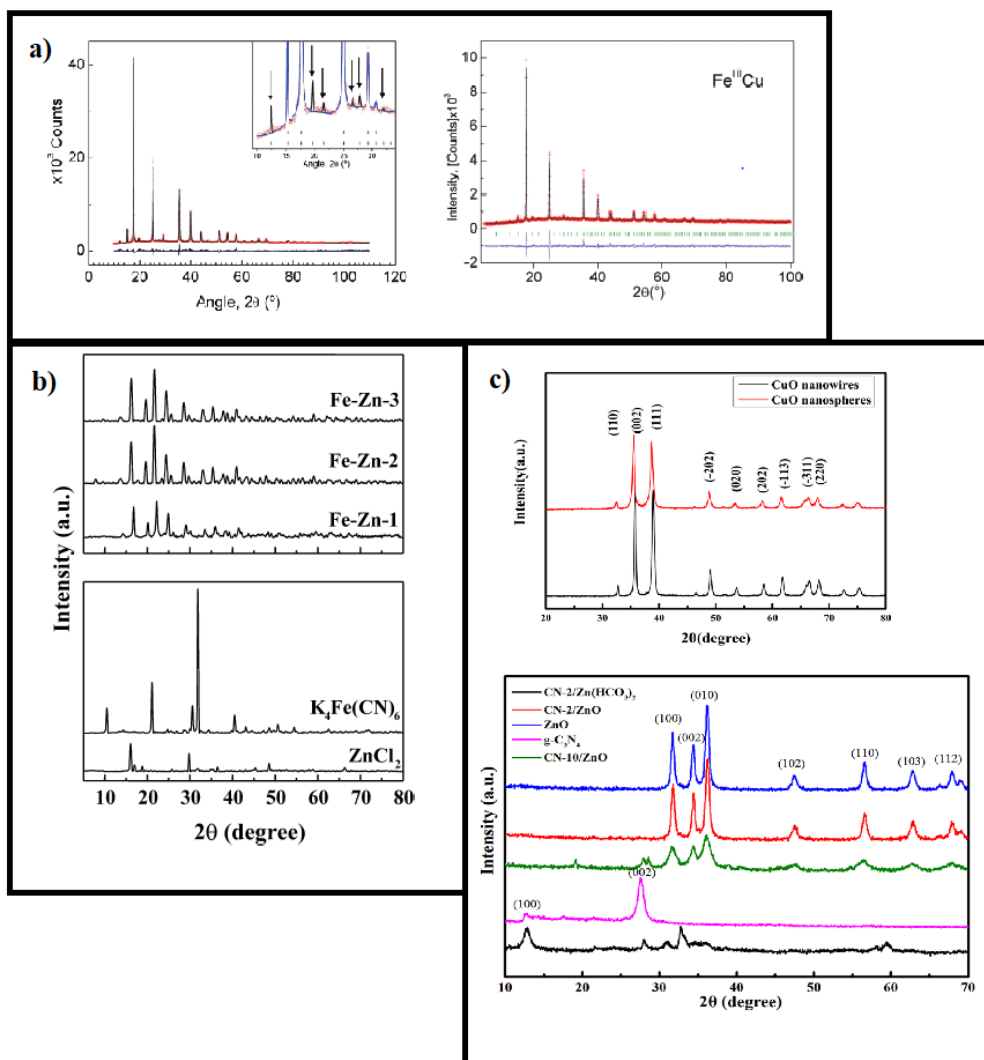 a)
x10³ Counts
40
20
0
0 20 40 60 80 100 120
Angle, 2θ (°)
10 15 20 25 30
Angle, 2θ (°)
Fe^III Cu
Intensity, [Counts]x10³
10
8
6
4
2
0
-2
20 40 60 80 100
2θ(°)
b)
Fe-Zn-3
Fe-Zn-2
Fe-Zn-1
K₄Fe(CN)₆
ZnCl₂
Intensity (a.u.)
10 20 30 40 50 60 70 80
2θ (degree)
c)
CuO nanowires
CuO nanospheres
(110)
(002)
(111)
(-202)
(020)
(202)
(-113)
(-311)
(220)
Intensity(a.u.)
20 30 40 50 60 70 80
2θ(degree)
CN-2/Zn(HCO₃)₂
CN-2/ZnO
ZnO
g-C₃N₄
CN-10/ZnO
(100)
(002)
(010)
(102)
(110)
(103)
(112)
(002)
(100)
Intensity (a.u.)
10 20 30 40 50 60 70
2θ (degree)